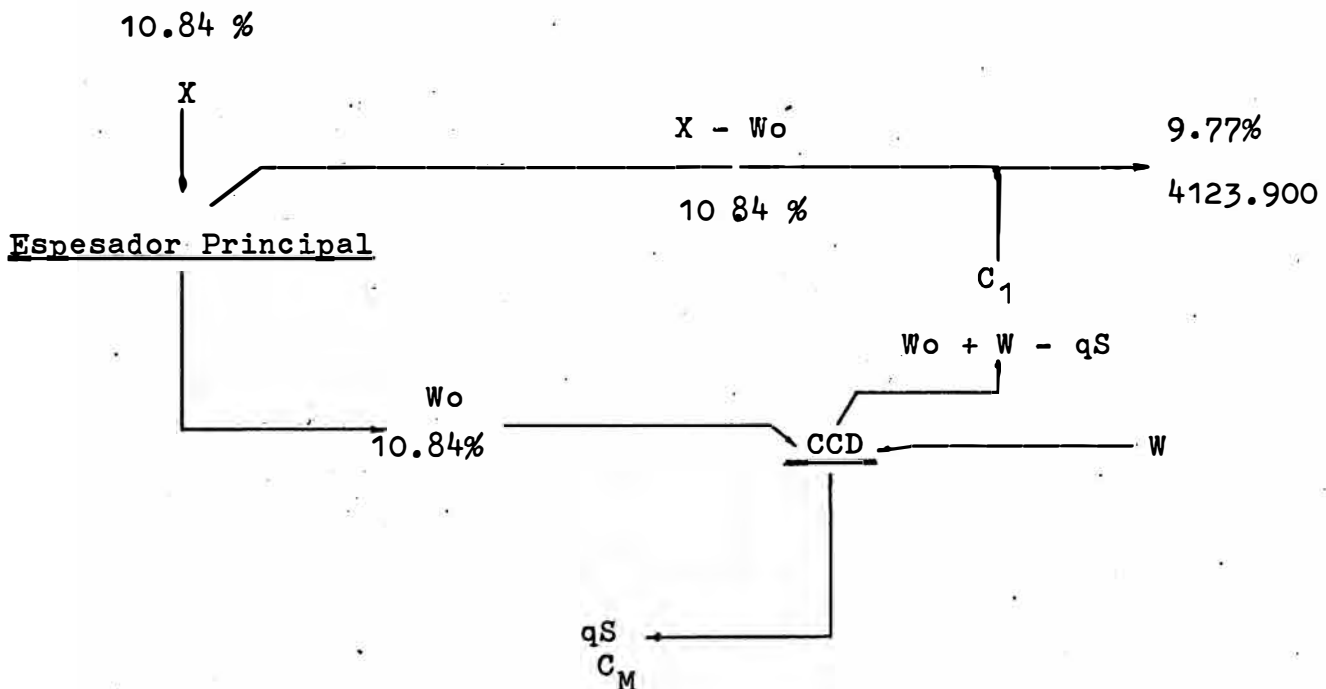 10.84 %
X
X - Wo
9.77%
10 84 %
4123.900
Espesador Principal
C₁
Wo + W - qS
Wo
10.84%
CCD
W
qS
C_M